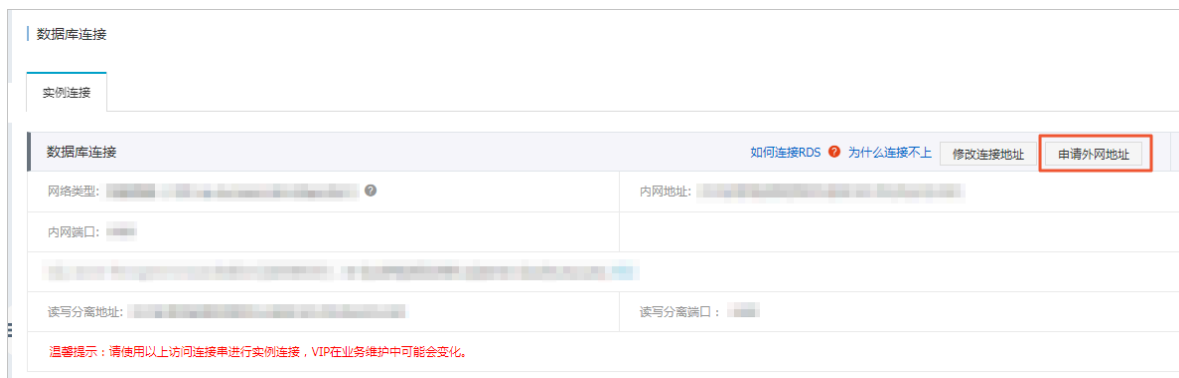 数据库连接
实例连接
数据库连接 如何连接RDS ? 为什么连接不上 修改连接地址 申请外网地址
网络类型: ? 内网地址:
内网端口:
读写分离地址: 读写分离端口：
温馨提示：请使用以上访问连接串进行实例连接，VIP在业务维护中可能会变化。